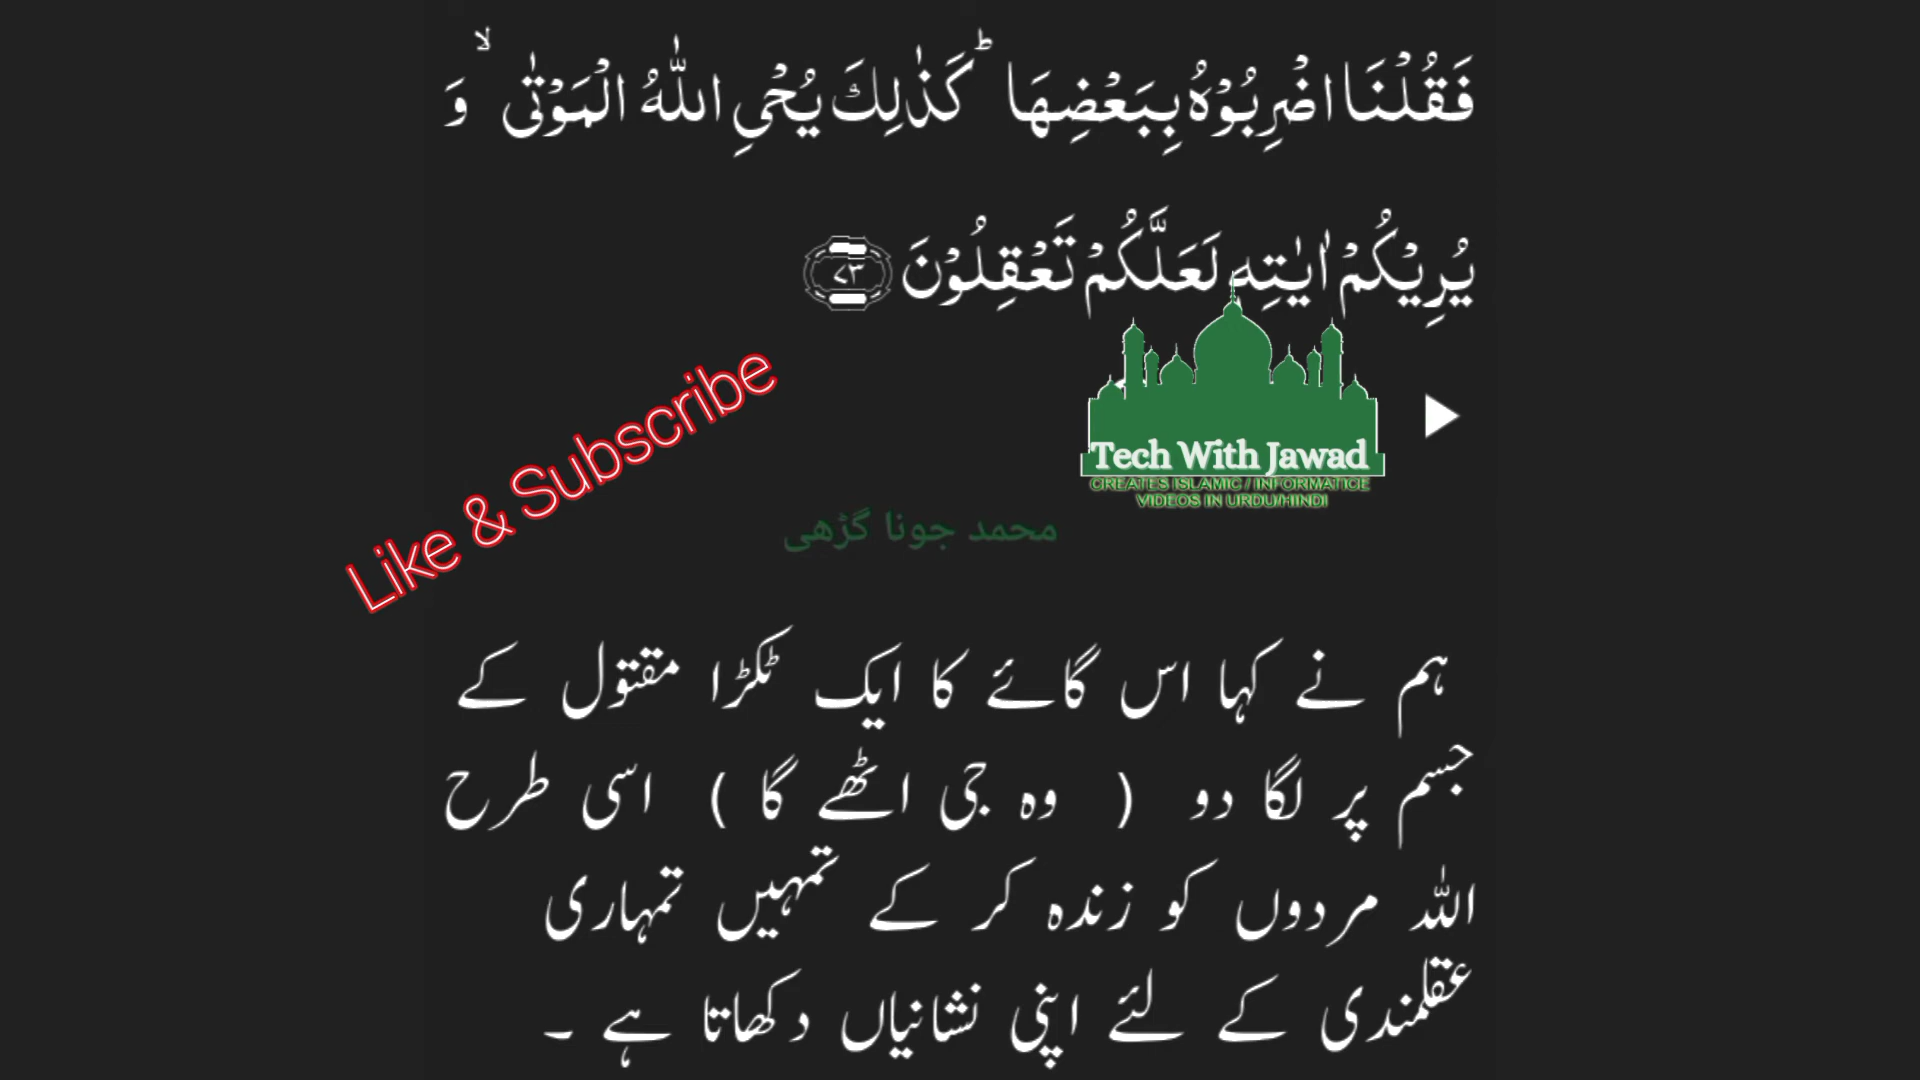 فَقُلْنَا اضْرِبُوْهُ بِبَعْضِهَا ؕ كَذٰلِكَ يُحْیِ اللّٰهُ الْمَوْتٰی ۙ وَ
یُرِیْكُمْ اٰیٰتِهٖ لَعَلَّكُمْ تَعْقِلُوْنَ ﴿۷۳﴾
Like & Subscribe
Tech With Jawad
CREATES ISLAMIC / INFORMATICE
VIDEOS IN URDU/HINDI
محمد جونا گڑھی
ہم نے کہا اس گائے کا ایک ٹکڑا مقتول کے
جسم پر لگا دو ( وہ جی اٹھے گا ) اسی طرح
اللہ مردوں کو زندہ کر کے تمہیں تمہاری
عقلمندی کے لئے اپنی نشانیاں دکھاتا ہے ۔